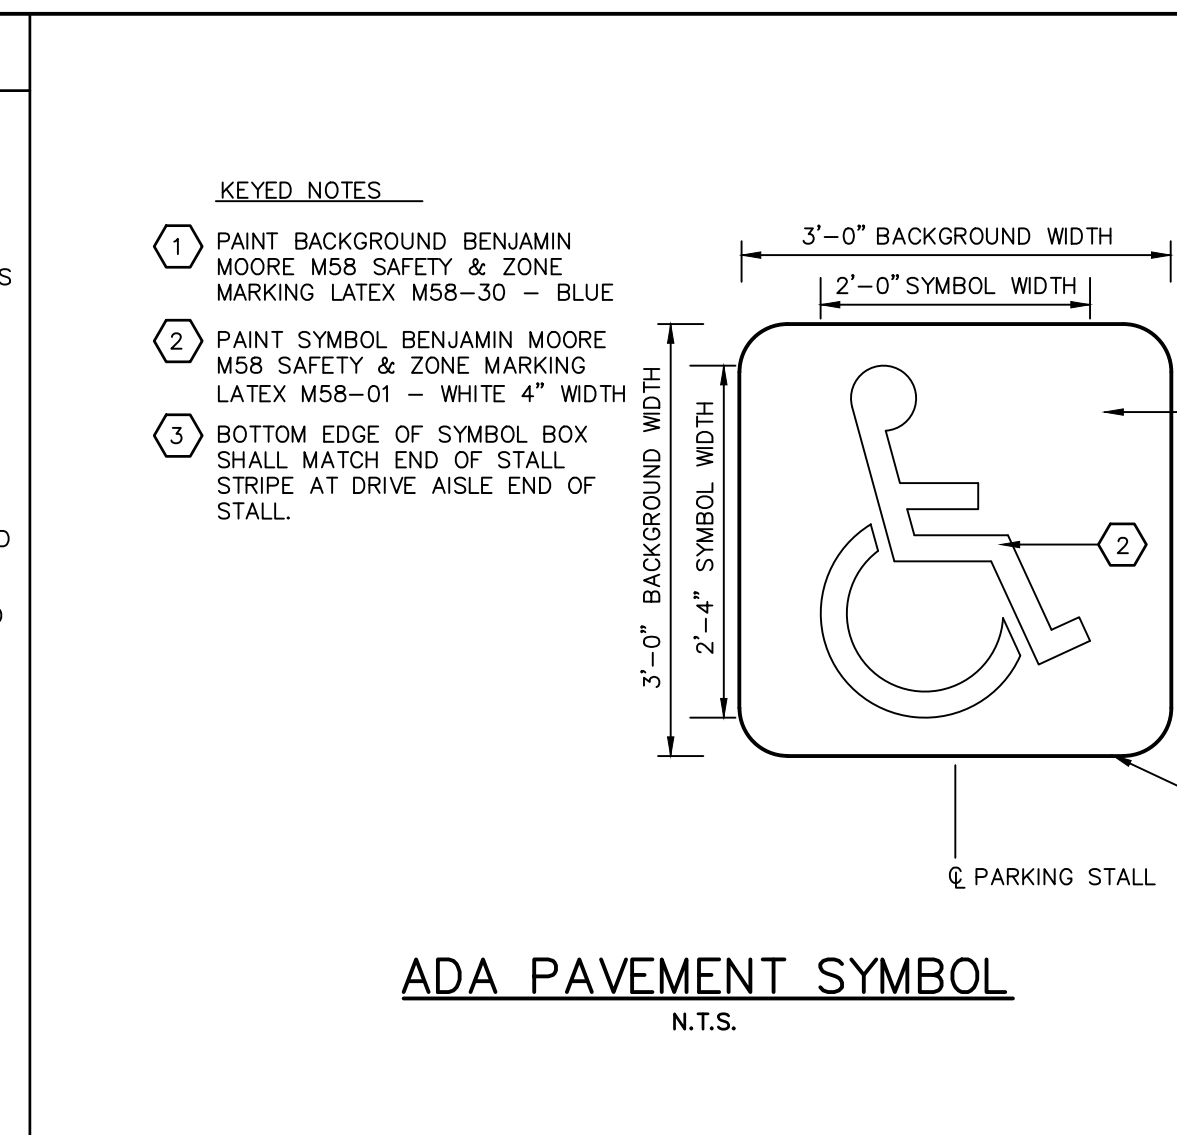 KEYED NOTES
1
PAINT BACKGROUND BENJAMIN
MOORE M58 SAFETY & ZONE
MARKING LATEX M58-30 - BLUE
2
PAINT SYMBOL BENJAMIN MOORE
M58 SAFETY & ZONE MARKING
LATEX M58-01 - WHITE 4" WIDTH
3
BOTTOM EDGE OF SYMBOL BOX
SHALL MATCH END OF STALL
STRIPE AT DRIVE AISLE END OF
STALL.
3'-0" BACKGROUND WIDTH
2'-0" SYMBOL WIDTH
3'-0" BACKGROUND WIDTH
2'-4" SYMBOL WIDTH
2
℄ PARKING STALL
ADA PAVEMENT SYMBOL
N.T.S.